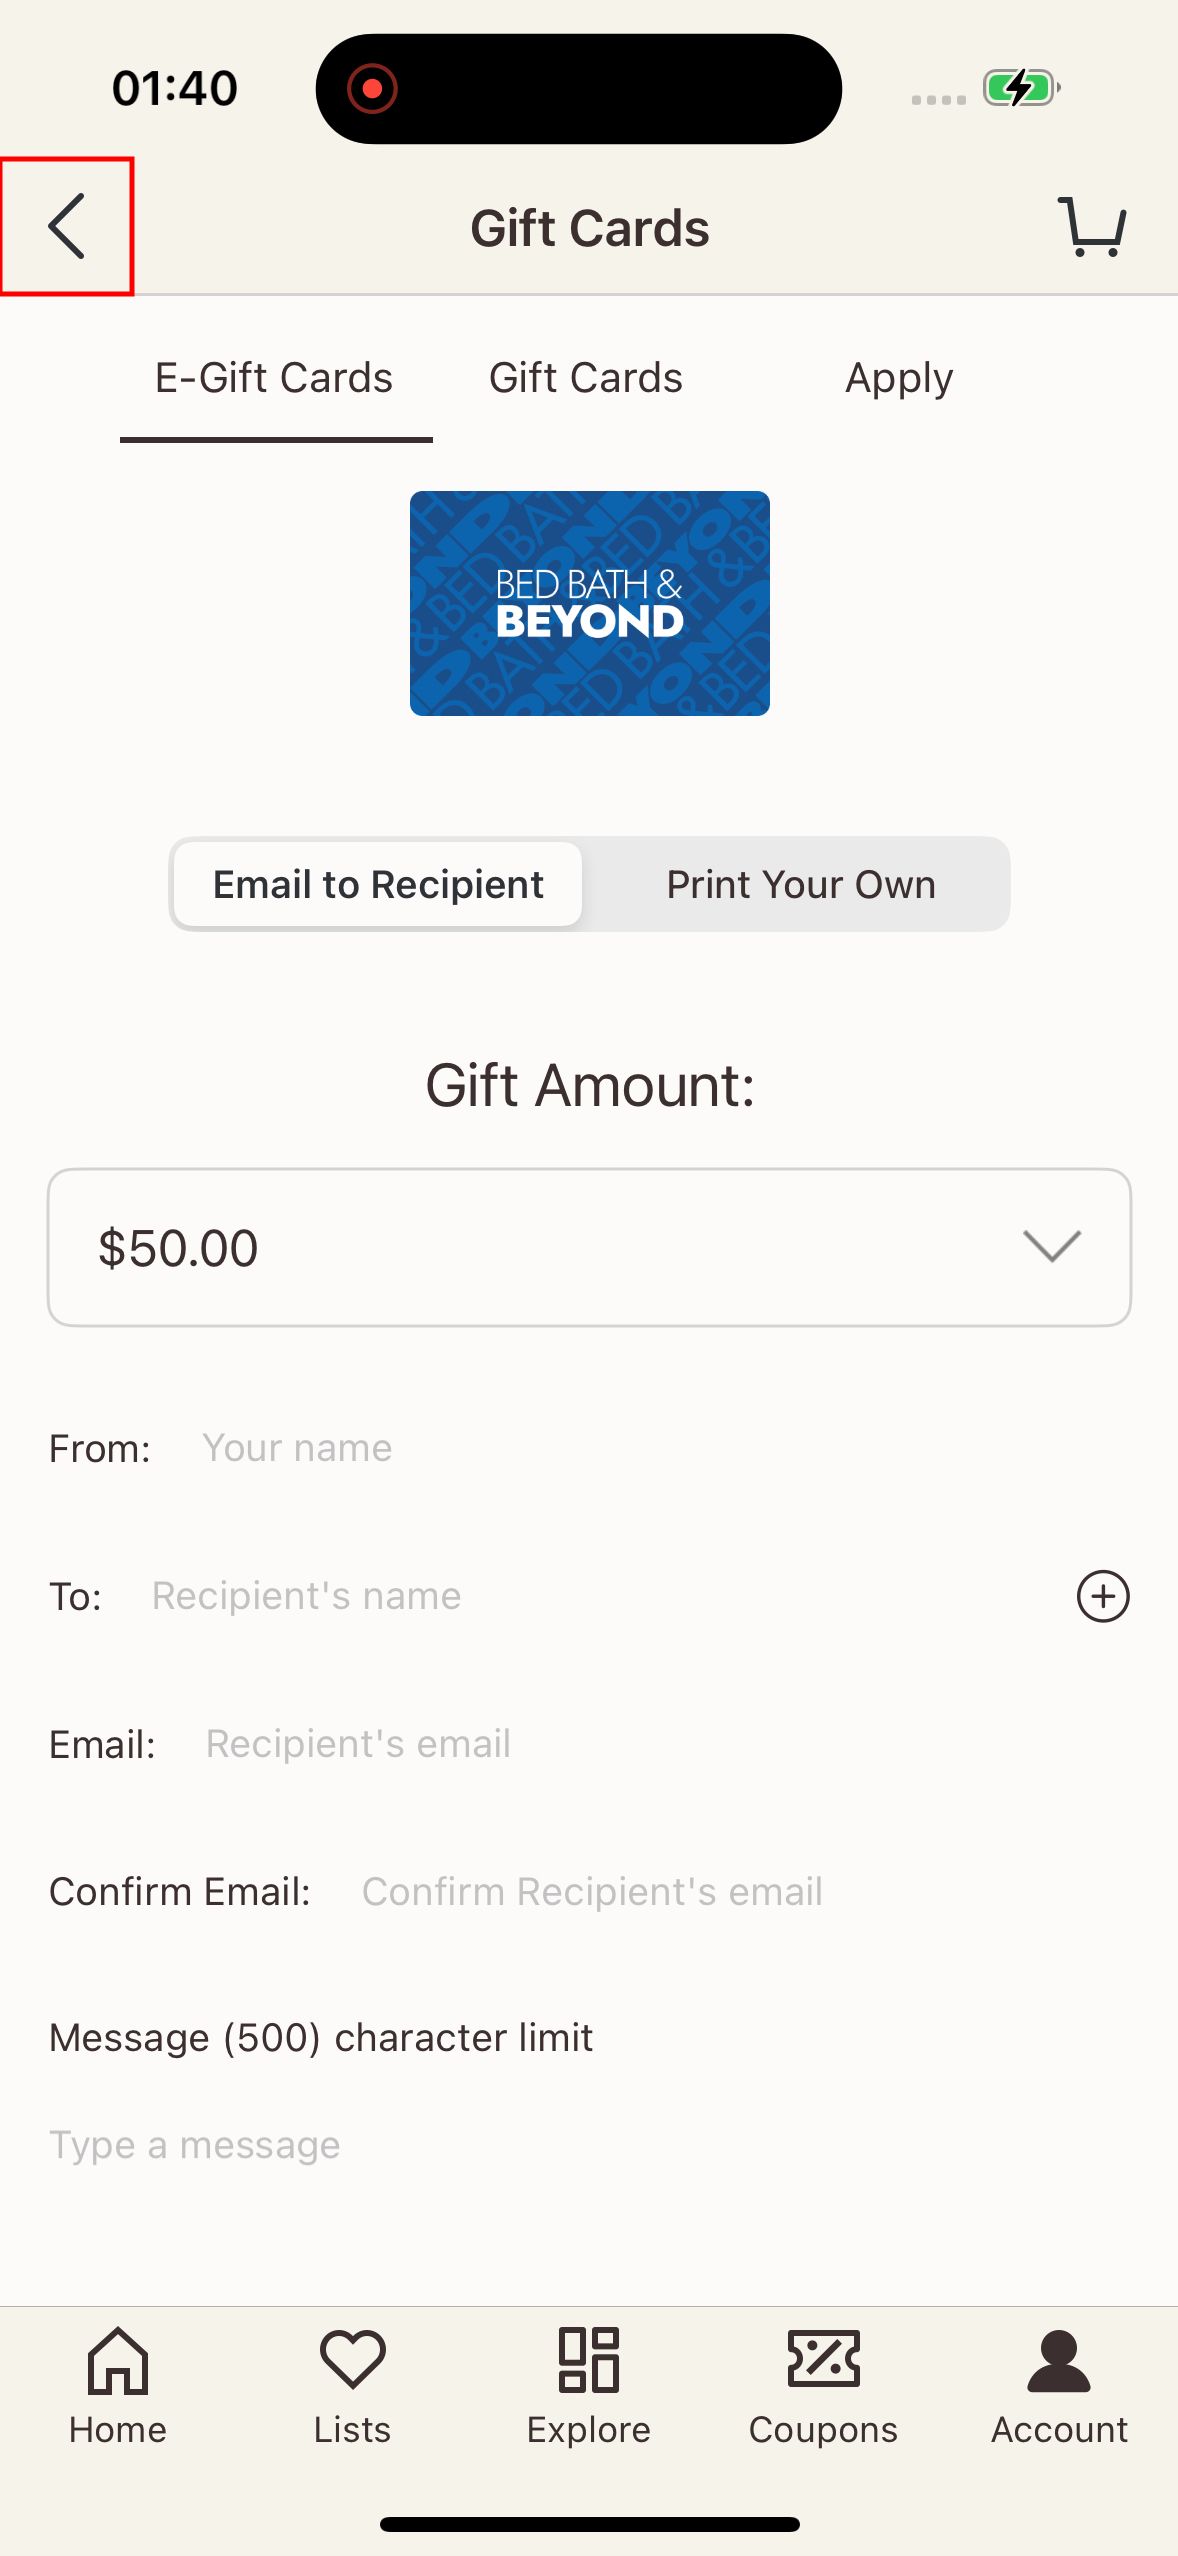 01:40
Gift Cards
E-Gift Cards Gift Cards Apply
BED BATH &
BEYOND
Email to Recipient Print Your Own
Gift Amount:
$50.00
From: Your name
To: Recipient's name
Email: Recipient's email
Confirm Email: Confirm Recipient's email
Message (500) character limit
Type a message
Home Lists Explore Coupons Account